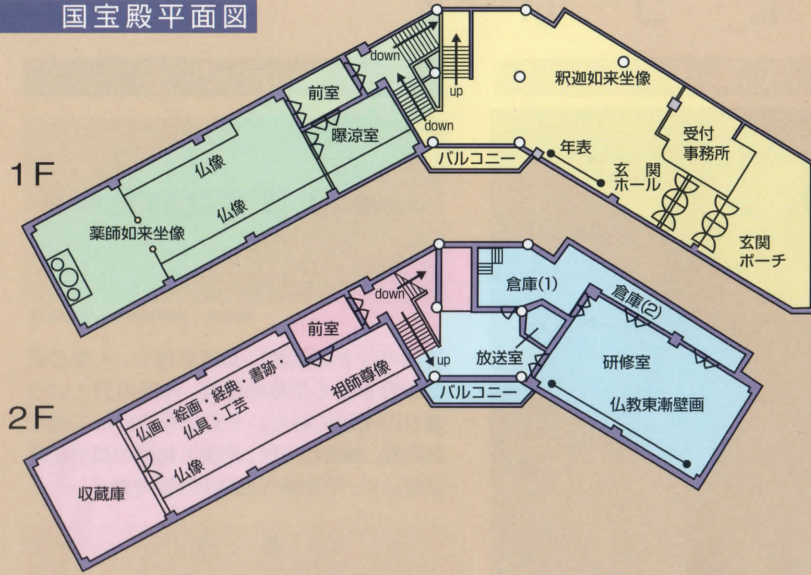 国宝殿平面図
1F
down
up
down
前室
曝涼室
仏像
仏像
薬師如来坐像
バルコニー
釈迦如来坐像
年表
受付
事務所
玄関
ホール
玄関
ポーチ
2F
down
up
前室
仏画・絵画・経典・書跡・
仏具・工芸
祖師尊像
仏像
収蔵庫
倉庫(1)
倉庫(2)
放送室
バルコニー
研修室
仏教東漸壁画